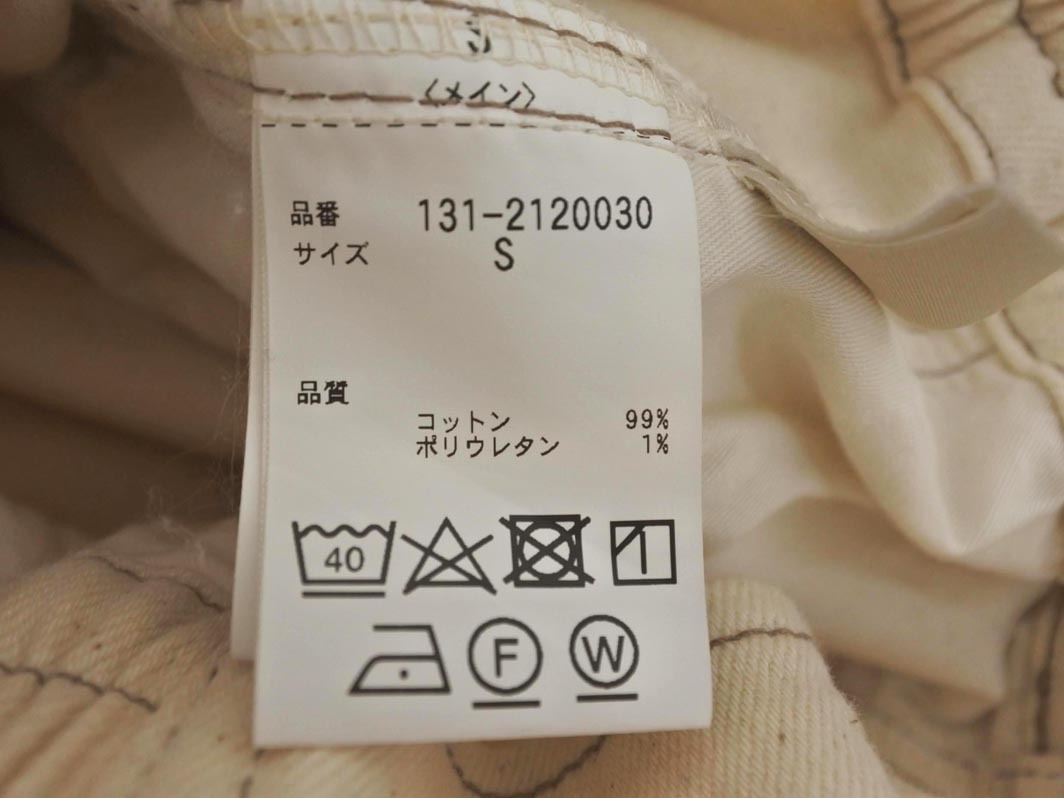 〈メイン〉
品番 131-2120030
サイズ S
品質
コットン 99%
ポリウレタン 1%
40
F W